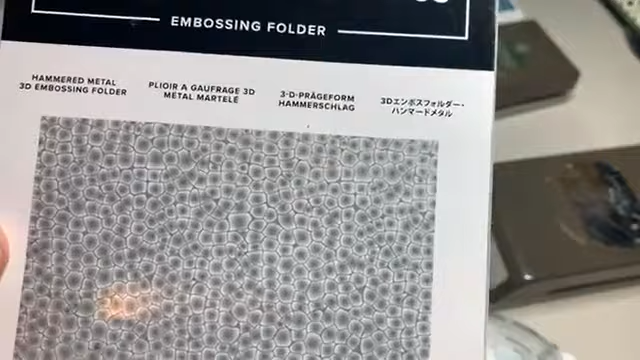 EMBOSSING FOLDER
HAMMERED METAL
3D EMBOSSING FOLDER
PLIOIR A GAUFRAGE 3D
METAL MARTELÉ
3-D-PRÄGEFORM
HAMMERSCHLAG
3Dエンボスフォルダー・
ハンマードメタル